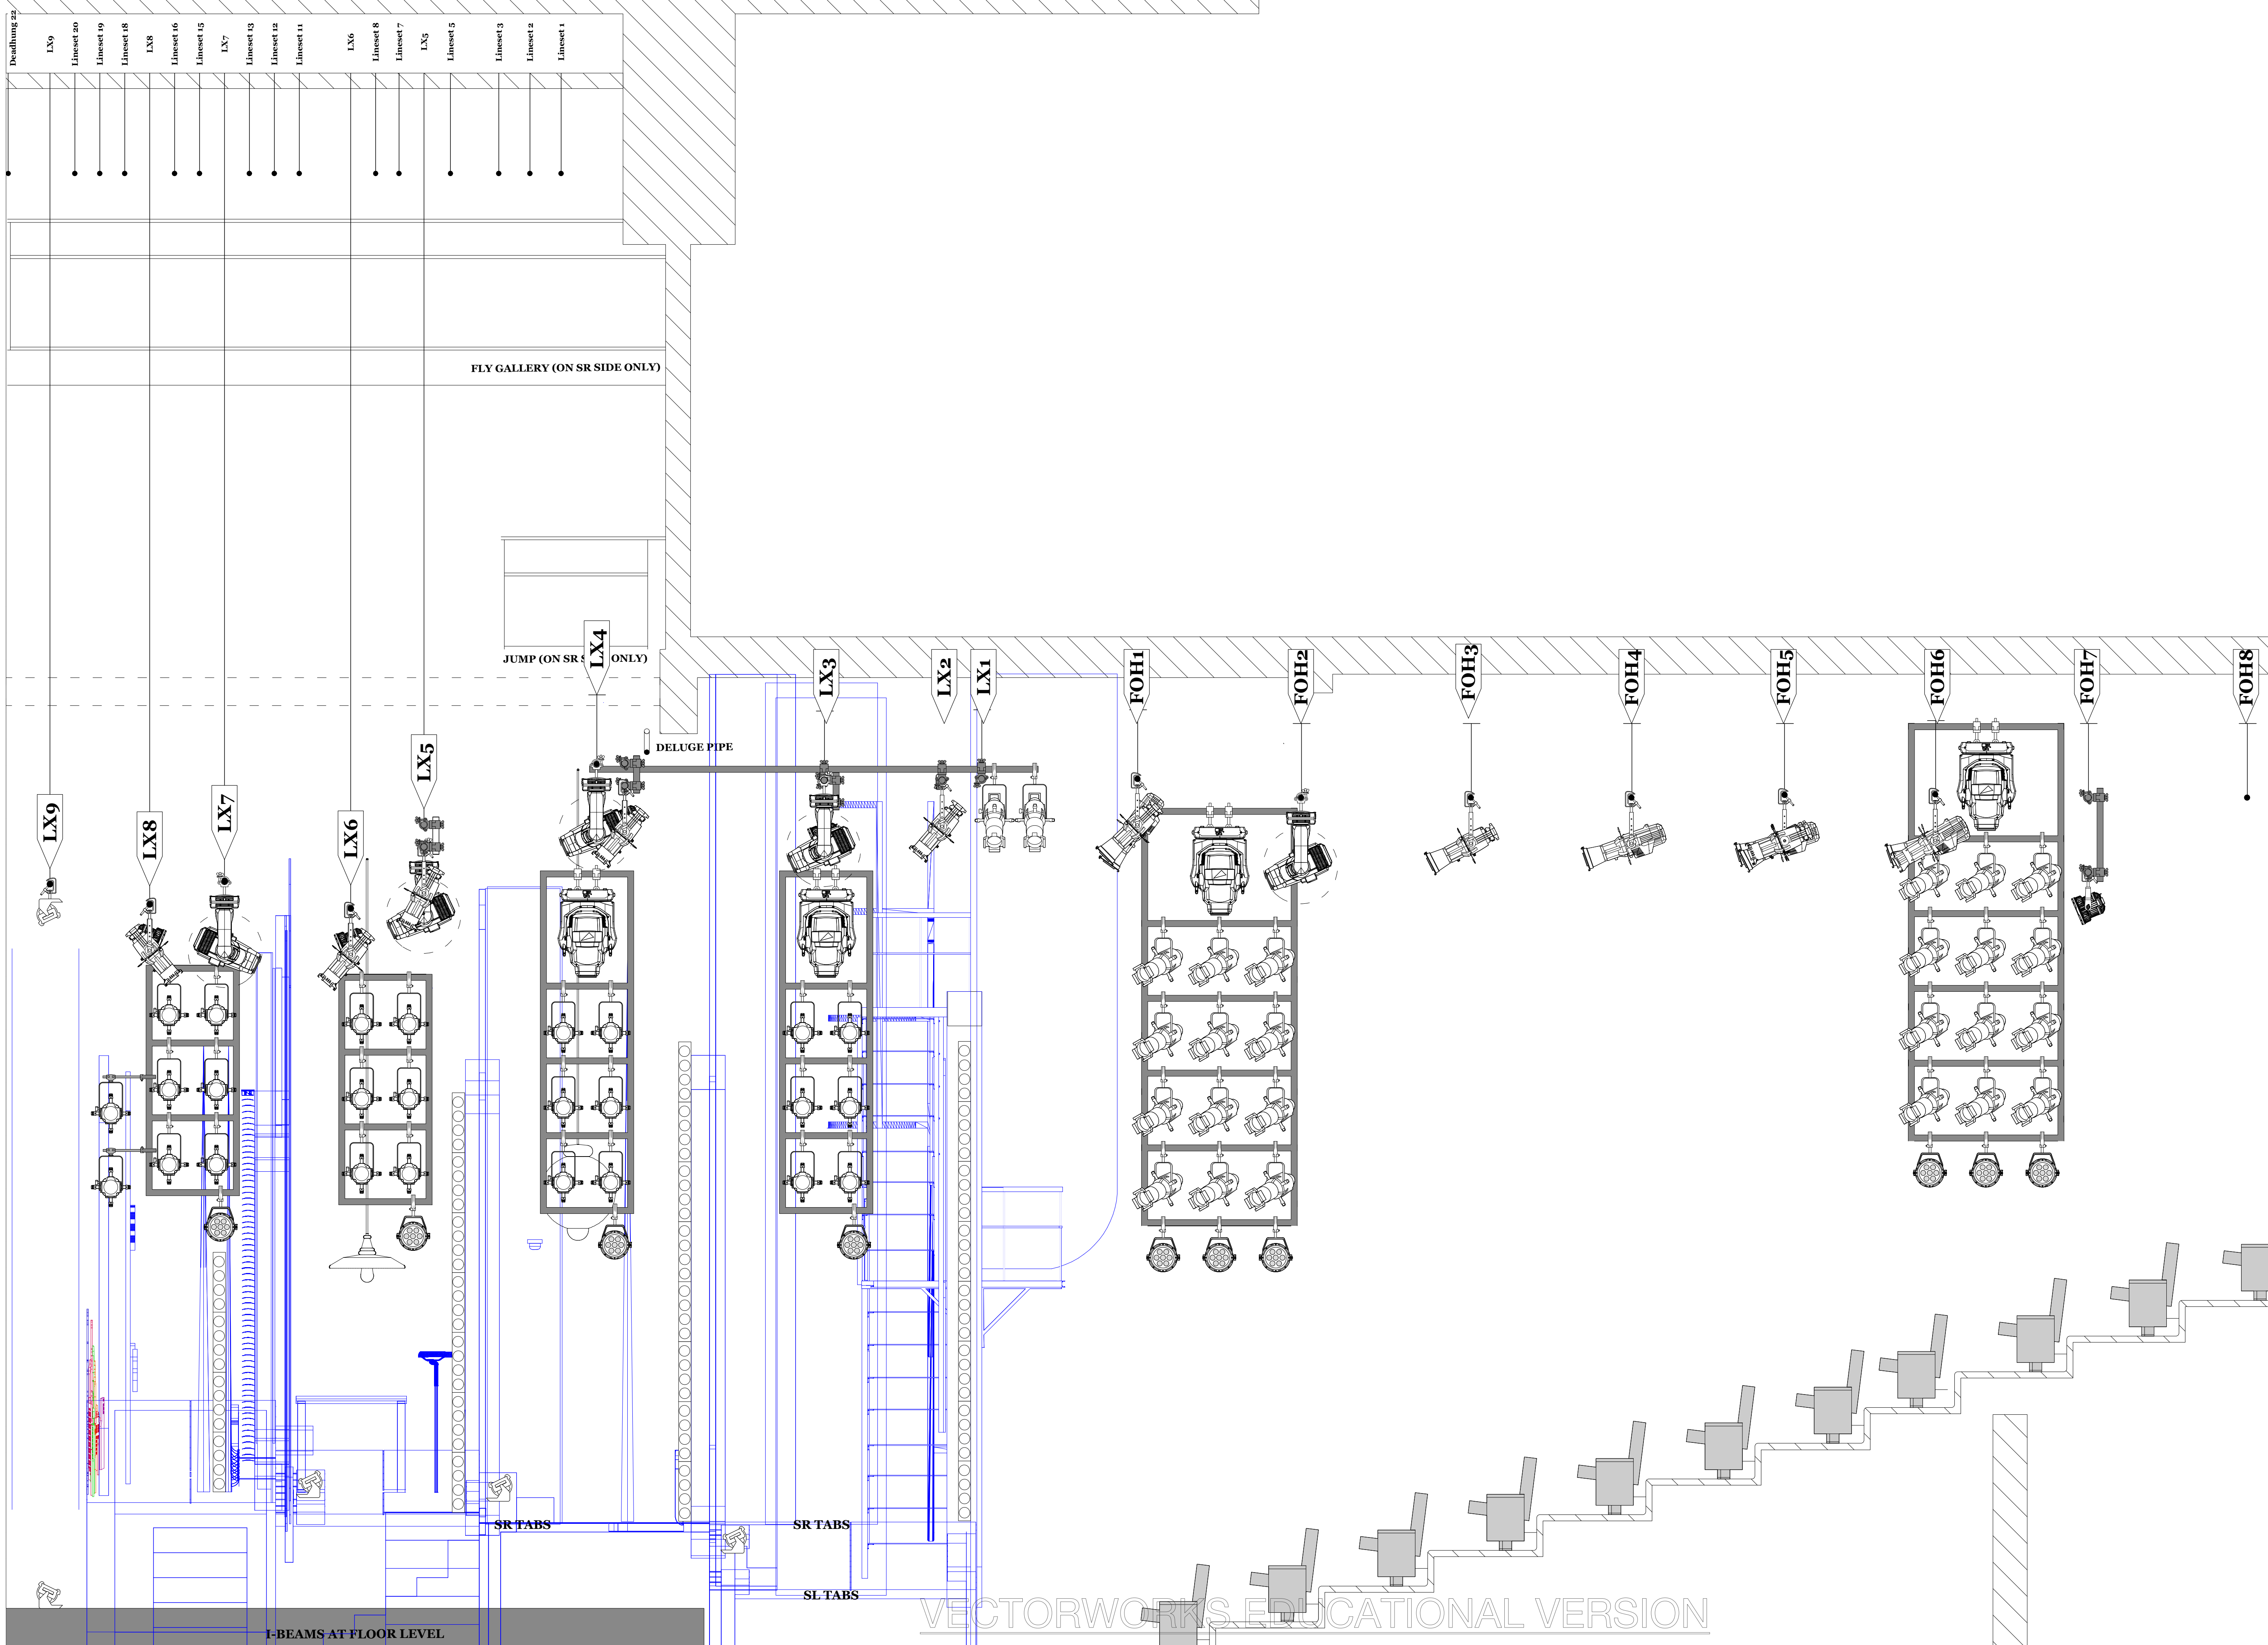 Deadhung 22
LX9
Lineset 20
Lineset 19
Lineset 18
LX8
Lineset 16
Lineset 15
LX7
Lineset 13
Lineset 12
Lineset 11
LX6
Lineset 8
Lineset 7
LX5
Lineset 5
Lineset 3
Lineset 2
Lineset 1
FLY GALLERY (ON SR SIDE ONLY)
JUMP (ON SR S ONLY)
LX4
LX3
LX2
LX1
FOH1
FOH2
FOH3
FOH4
FOH5
FOH6
FOH7
FOH8
DELUGE PIPE
LX5
LX7
LX9
LX8
LX6
SR TABS
SR TABS
SL TABS
VECTORWORKS EDUCATIONAL VERSION
I-BEAMS AT FLOOR LEVEL